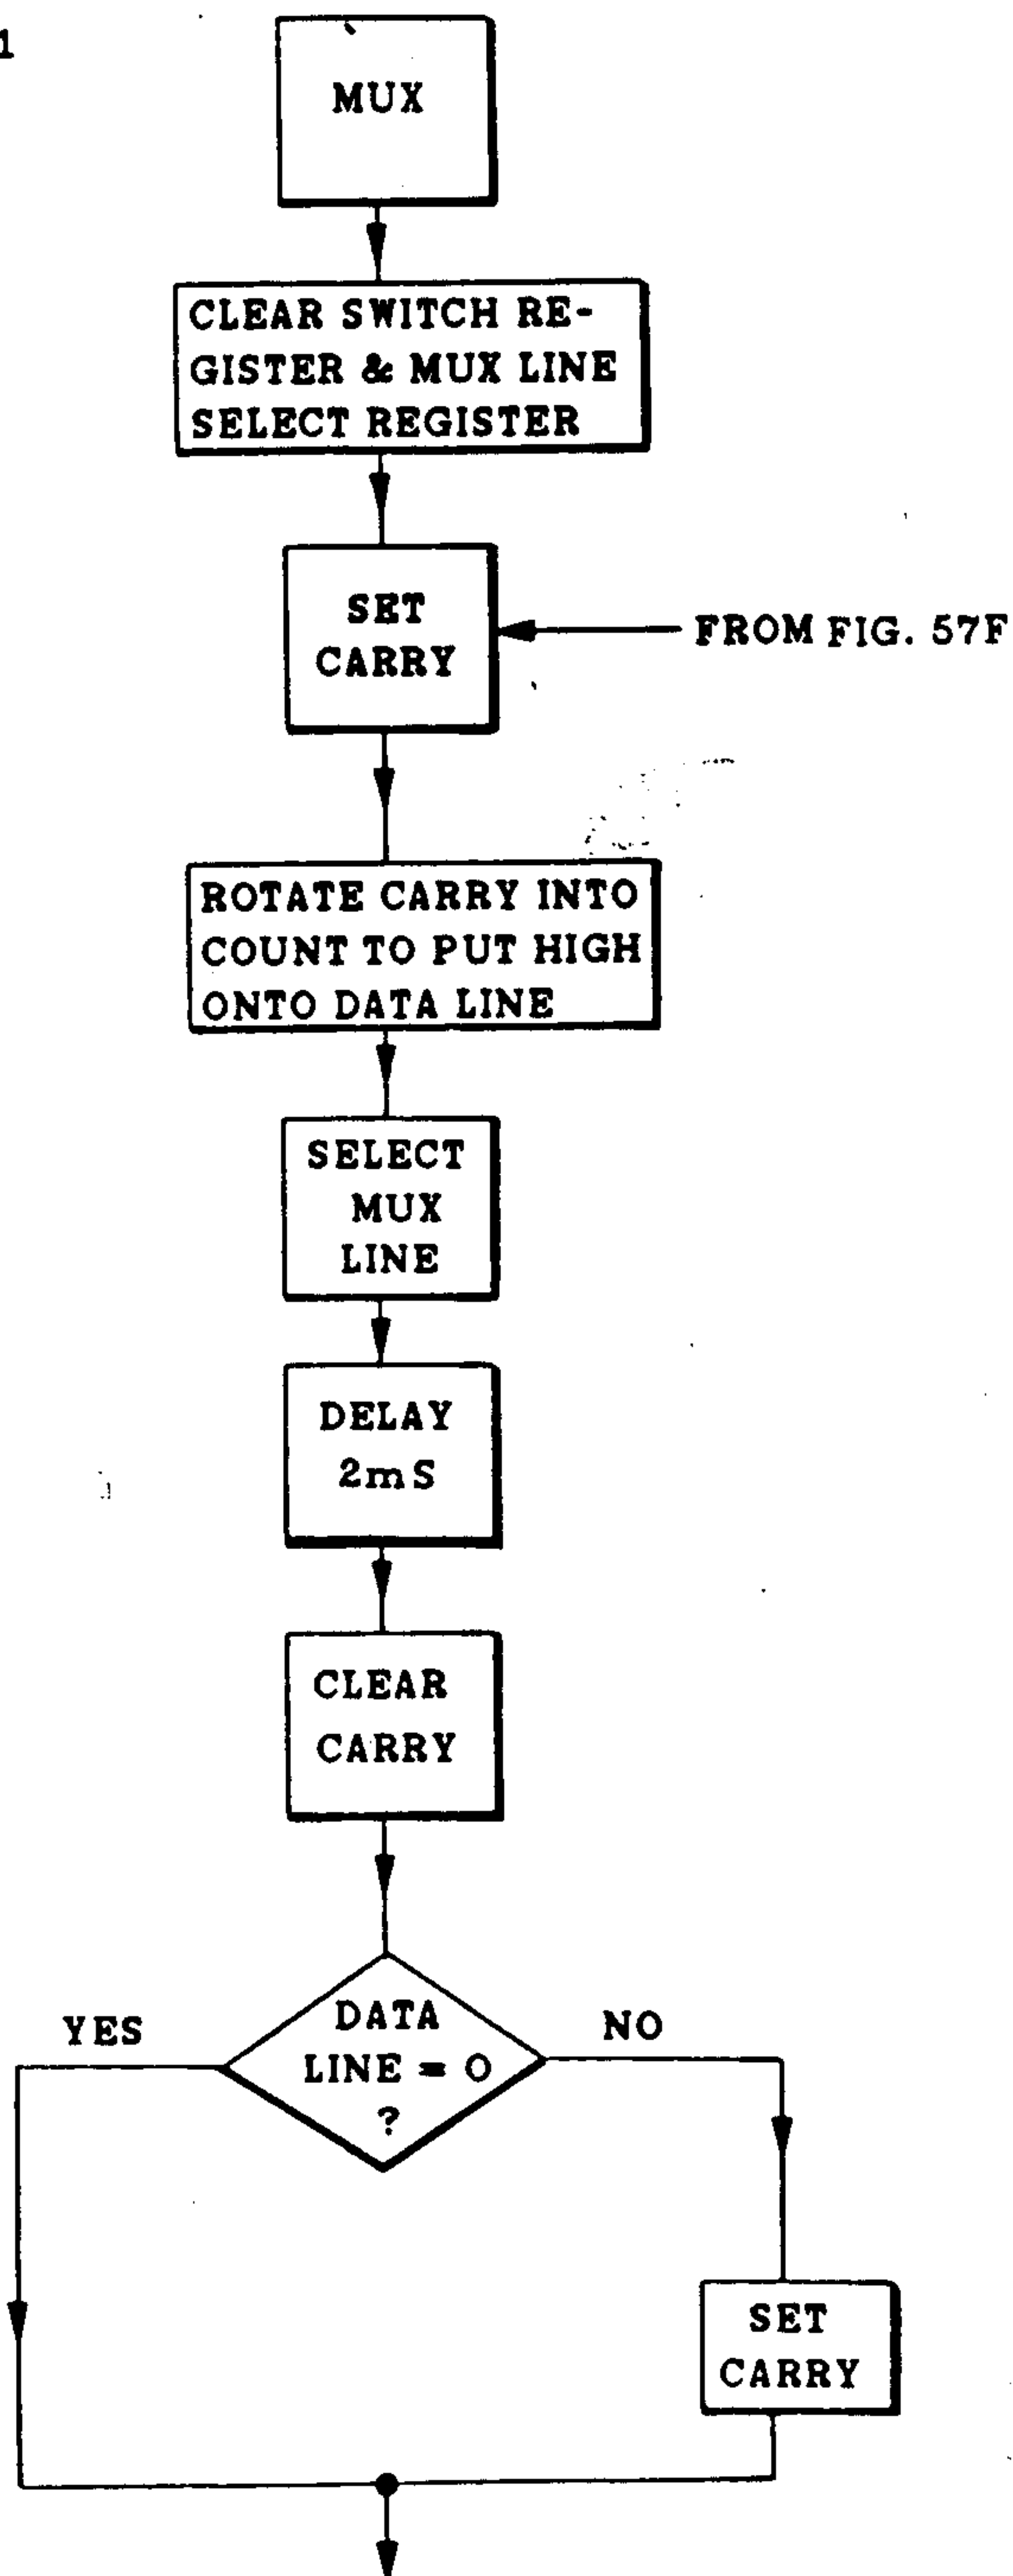 1
MUX
CLEAR SWITCH RE-
GISTER & MUX LINE
SELECT REGISTER
SET
CARRY
FROM FIG. 57F
ROTATE CARRY INTO
COUNT TO PUT HIGH
ONTO DATA LINE
SELECT
MUX
LINE
DELAY
2mS
CLEAR
CARRY
DATA
LINE = 0
?
YES
NO
SET
CARRY